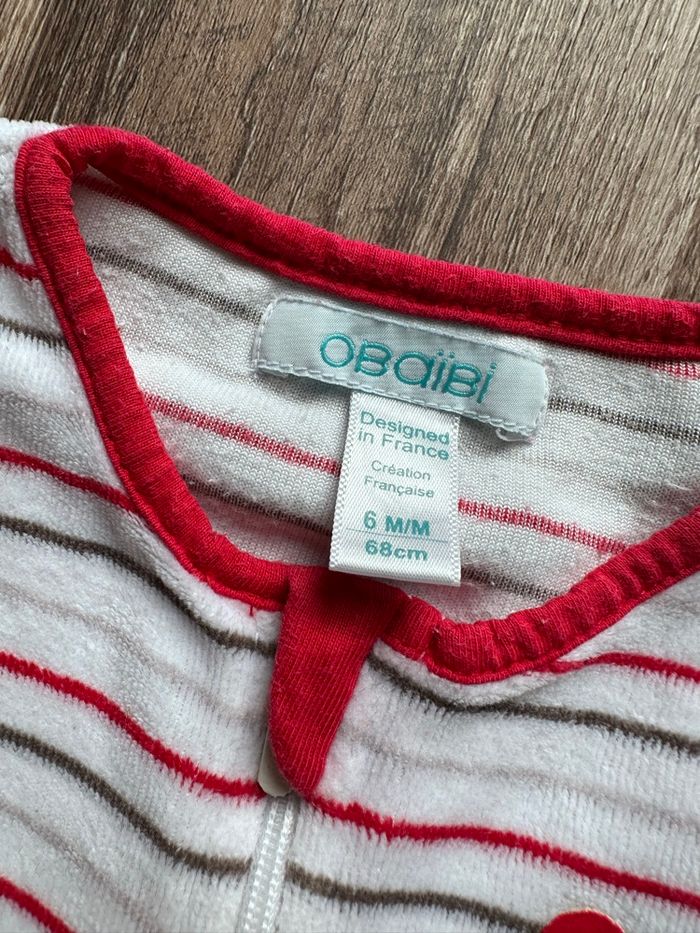 OBaïBi
Designed
in France
Création
Française
6 M/M
68cm